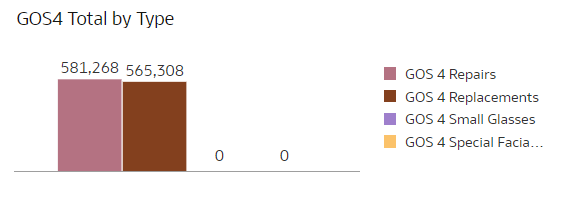 GOS4 Total by Type
581,268 565,308
0 0
GOS 4 Repairs
GOS 4 Replacements
GOS 4 Small Glasses
GOS 4 Special Facia...